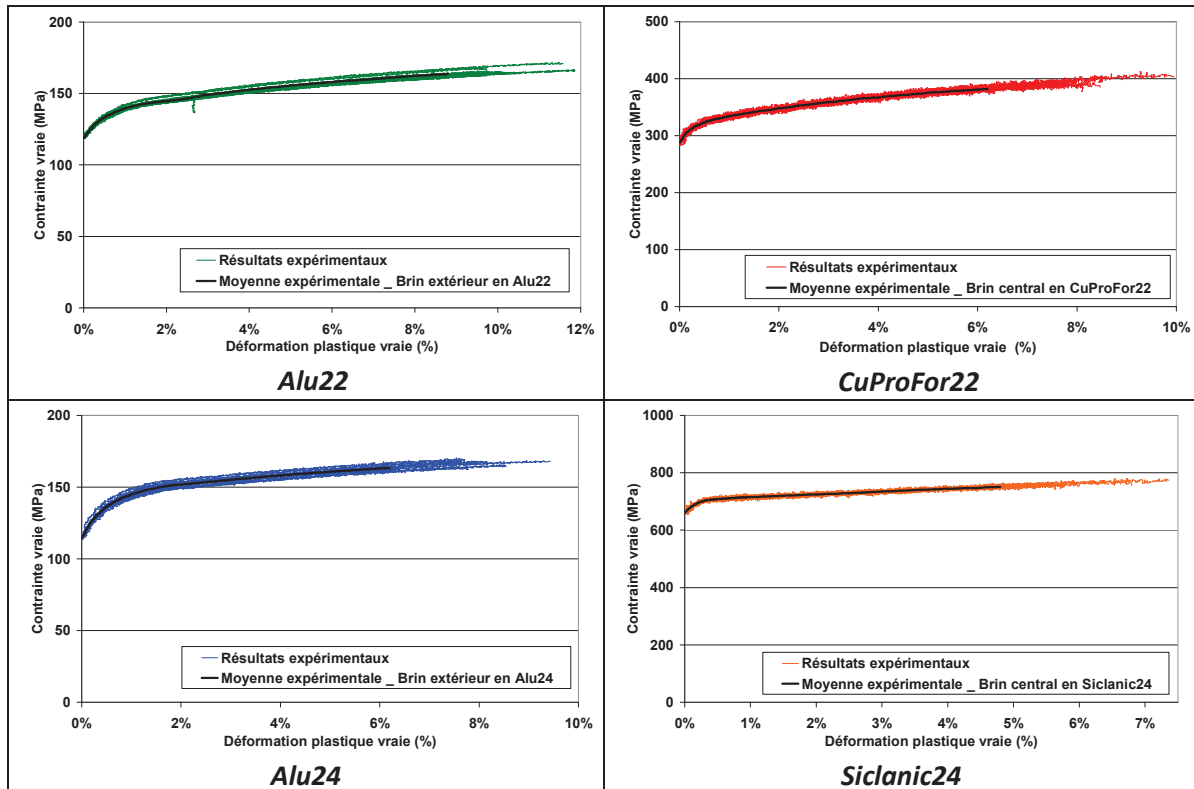 200
150
100
50
0
Contrainte vraie (MPa)
Résultats expérimentaux
Moyenne expérimentale _ Brin extérieur en Alu22
0% 2% 4% 6% 8% 10% 12%
Déformation plastique vraie (%)
Alu22
500
400
300
200
100
0
Contrainte vraie (MPa)
Résultats expérimentaux
Moyenne expérimentale _ Brin central en CuProFor22
0% 2% 4% 6% 8% 10%
Déformation plastique vraie (%)
CuProFor22
200
150
100
50
0
Contrainte vraie (MPa)
Résultats expérimentaux
Moyenne expérimentale _ Brin extérieur en Alu24
0% 2% 4% 6% 8% 10%
Déformation plastique vraie (%)
Alu24
1000
800
600
400
200
0
Contrainte vraie (MPa)
Résultats expérimentaux
Moyenne expérimentale _ Brin central en Siclanic24
0% 1% 2% 3% 4% 5% 6% 7%
Déformation plastique vraie (%)
Siclanic24